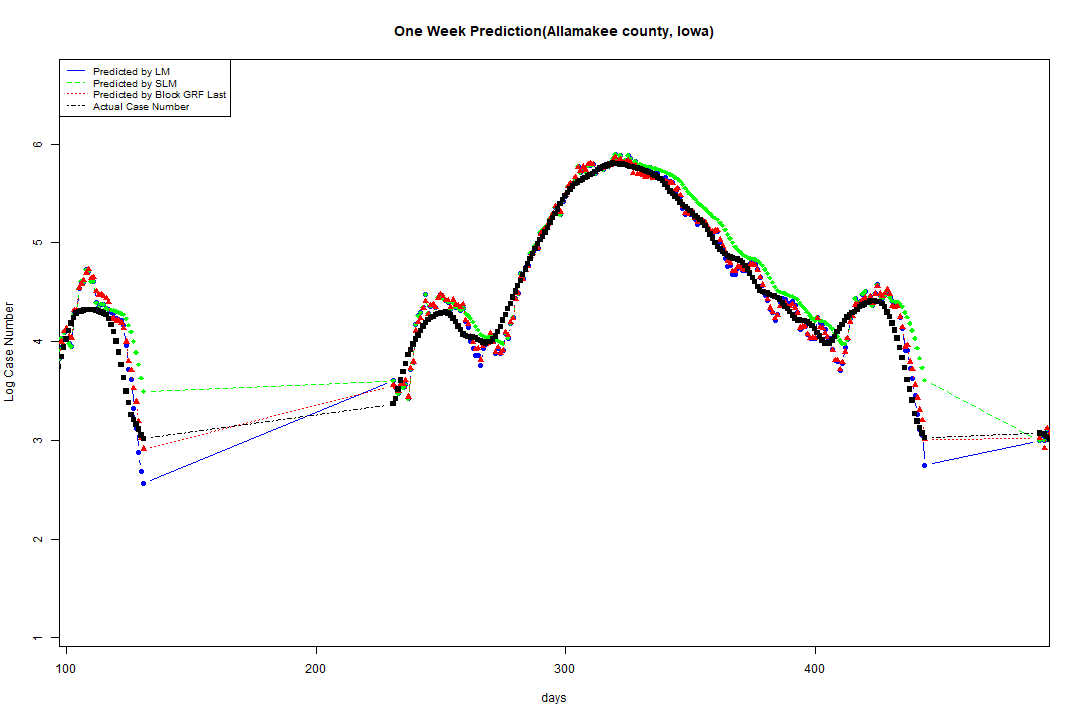 One Week Prediction(Allamakee county, Iowa)
Predicted by LM
Predicted by SLM
Predicted by Block GRF Last
Actual Case Number
6
5
4
3
2
1
Log Case Number
100 200 300 400
days